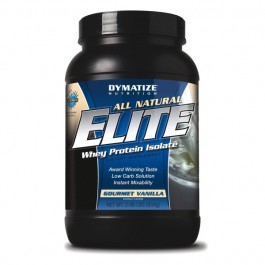 DYMATIZE
NUTRITION
ALL NATURAL
ELITE
Whey Protein Isolate
Award Winning Taste
Low Carb Solution
Instant Mixability
GOURMET VANILLA